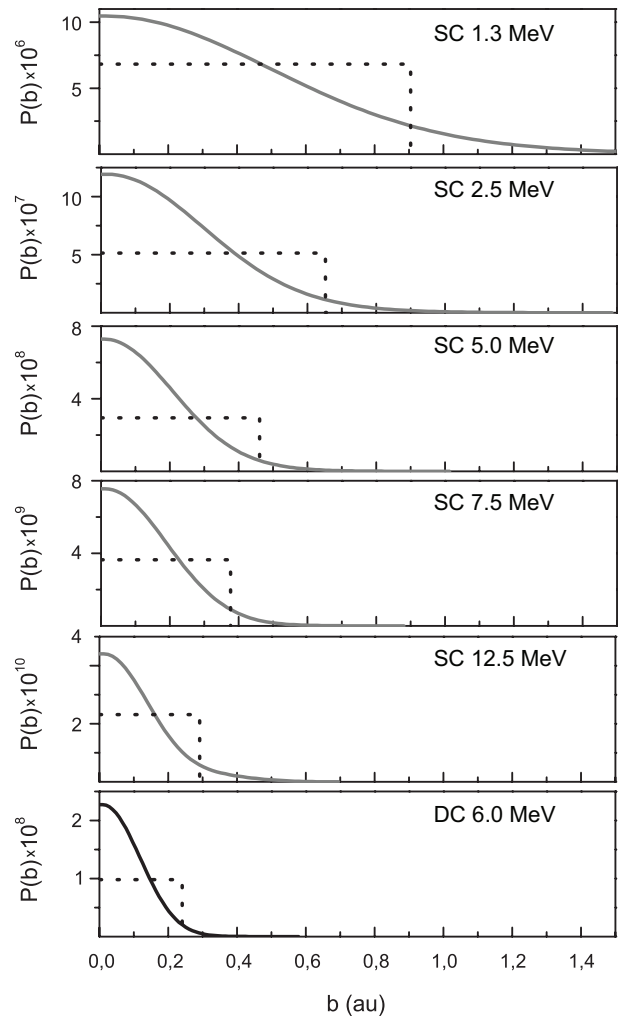 SC 1.3 MeV
P(b)×10⁶
10
5
SC 2.5 MeV
P(b)×10⁷
10
5
SC 5.0 MeV
P(b)×10⁸
8
4
SC 7.5 MeV
P(b)×10⁹
8
4
SC 12.5 MeV
P(b)×10¹⁰
4
2
DC 6.0 MeV
P(b)×10⁸
2
1
0,0 0,2 0,4 0,6 0,8 1,0 1,2 1,4
b (au)